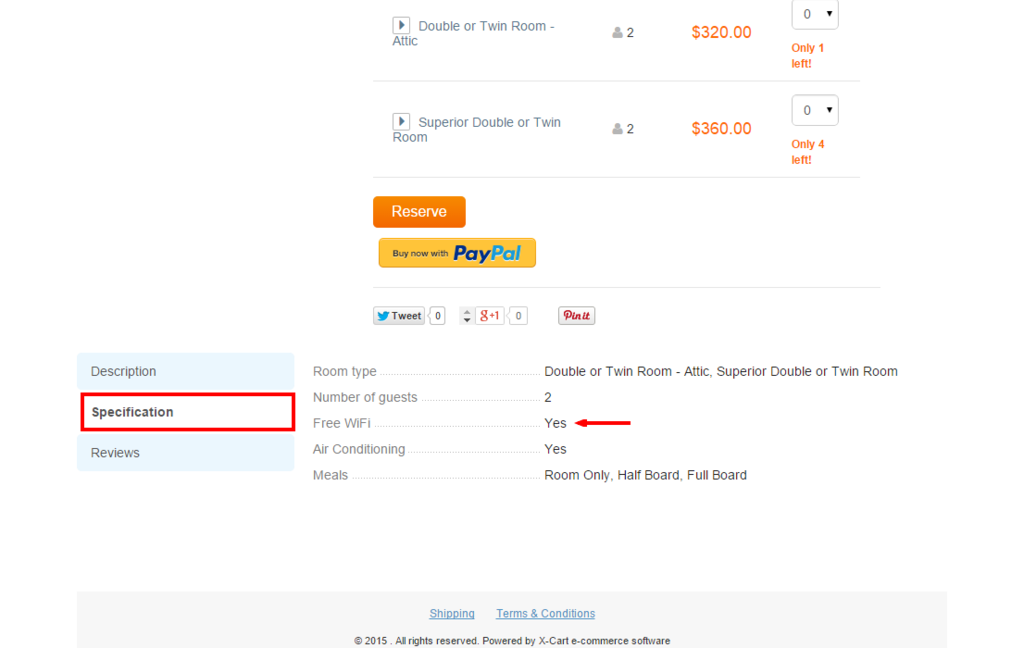 Double or Twin Room - 2 $320.00 0
Attic
Only 1
left!
Superior Double or Twin 2 $360.00 0
Room
Only 4
left!
Reserve
Buy now with PayPal
Tweet 0 g+1 0 Pin it
Description
Specification
Reviews
Room type Double or Twin Room - Attic, Superior Double or Twin Room
Number of guests 2
Free WiFi Yes
Air Conditioning Yes
Meals Room Only, Half Board, Full Board
Shipping Terms & Conditions
© 2015 . All rights reserved. Powered by X-Cart e-commerce software